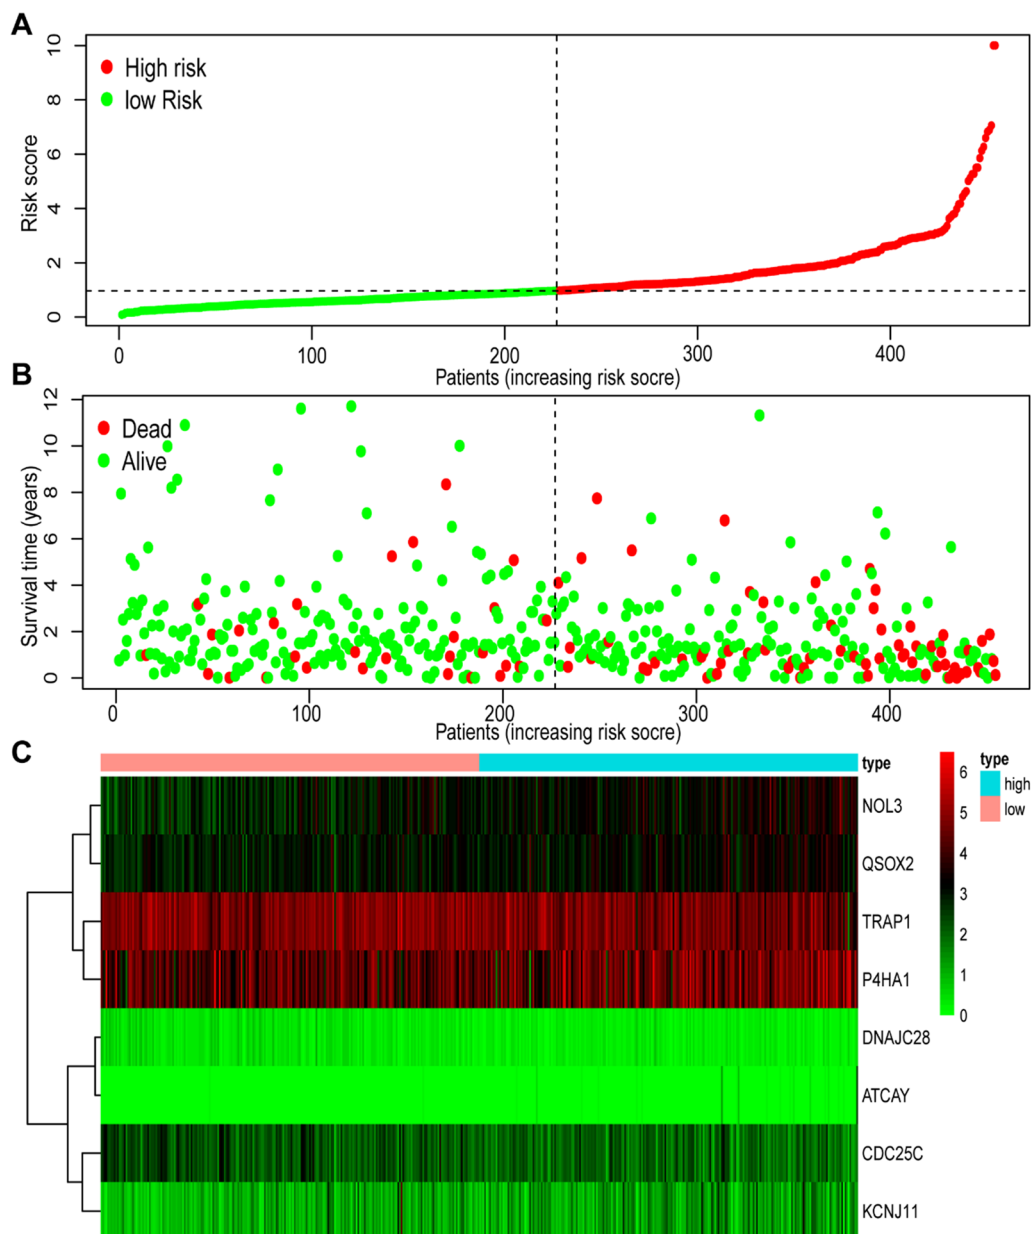 A
10
8
6
4
2
0
Risk score
High risk
low Risk
0 100 200 300 400
Patients (increasing risk socre)
B
12
10
8
6
4
2
0
Survival time (years)
Dead
Alive
0 100 200 300 400
Patients (increasing risk socre)
C
type
NOL3
QSOX2
TRAP1
P4HA1
DNAJC28
ATCAY
CDC25C
KCNJ11
6
5
4
3
2
1
0
type
high
low